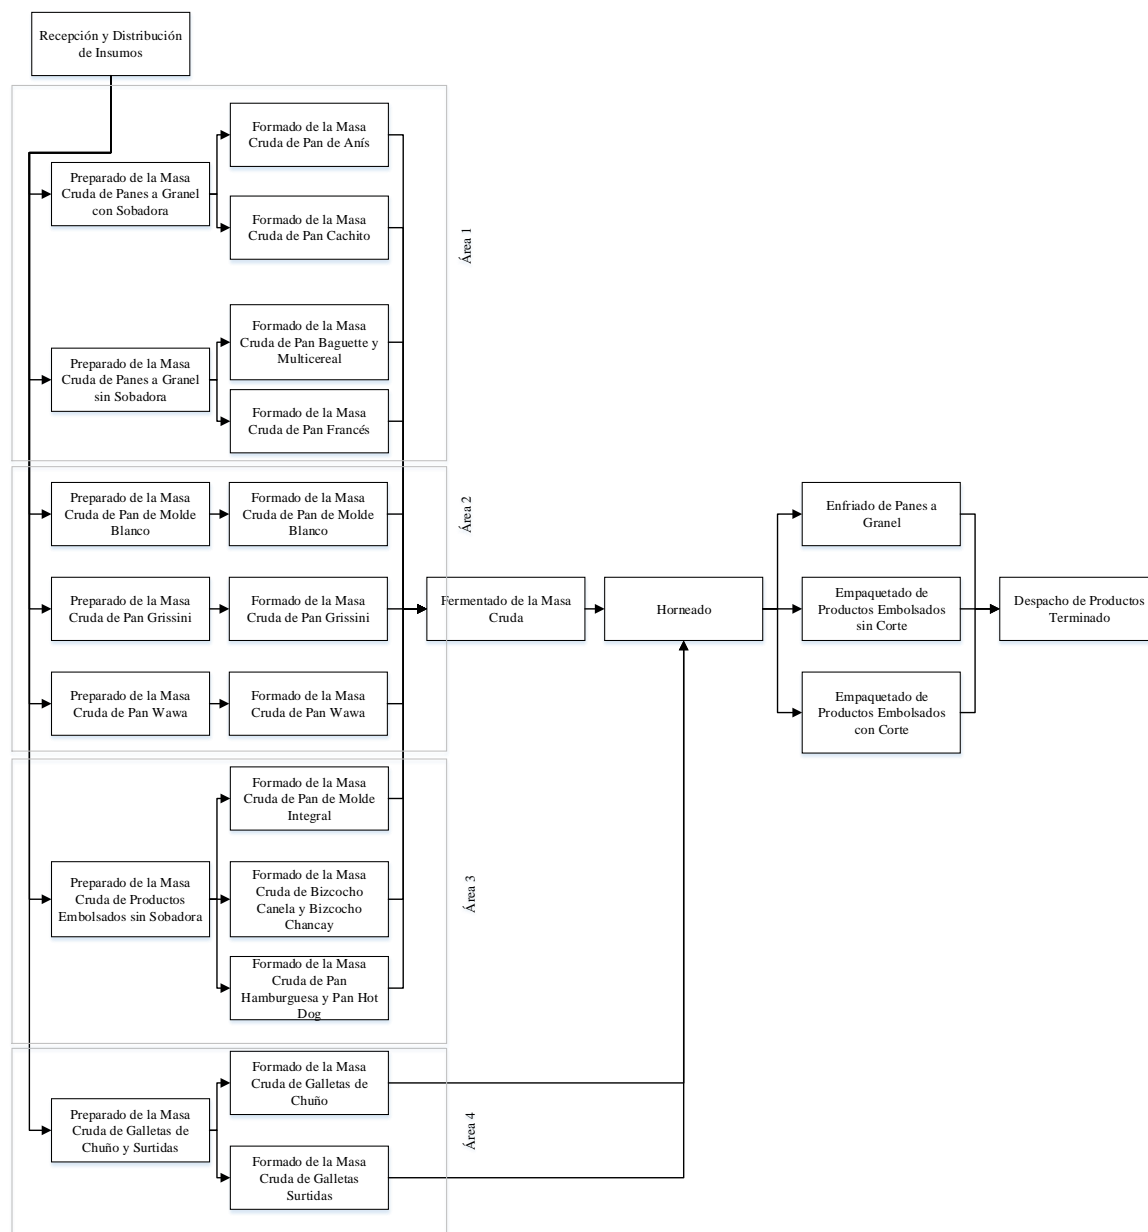 Recepción y Distribución
de Insumos
Formado de la Masa
Cruda de Pan de Anís
Preparado de la Masa
Cruda de Panes a Granel
con Sobadora
Formado de la Masa
Cruda de Pan Cachito
Área 1
Formado de la Masa
Cruda de Pan Baguette y
Multicereal
Preparado de la Masa
Cruda de Panes a Granel
sin Sobadora
Formado de la Masa
Cruda de Pan Francés
Preparado de la Masa
Cruda de Pan de Molde
Blanco
Formado de la Masa
Cruda de Pan de Molde
Blanco
Área 2
Preparado de la Masa
Cruda de Pan Grissini
Formado de la Masa
Cruda de Pan Grissini
Preparado de la Masa
Cruda de Pan Wawa
Formado de la Masa
Cruda de Pan Wawa
Formado de la Masa
Cruda de Pan de Molde
Integral
Preparado de la Masa
Cruda de Productos
Embolsados sin Sobadora
Formado de la Masa
Cruda de Bizcocho
Canela y Bizcocho
Chancay
Área 3
Formado de la Masa
Cruda de Pan
Hamburguesa y Pan Hot
Dog
Formado de la Masa
Cruda de Galletas de
Chuño
Preparado de la Masa
Cruda de Galletas de
Chuño y Surtidas
Formado de la Masa
Cruda de Galletas
Surtidas
Área 4
Fermentado de la Masa
Cruda
Horneado
Enfriado de Panes a
Granel
Empaquetado de
Productos Embolsados
sin Corte
Empaquetado de
Productos Embolsados
con Corte
Despacho de Productos
Terminado